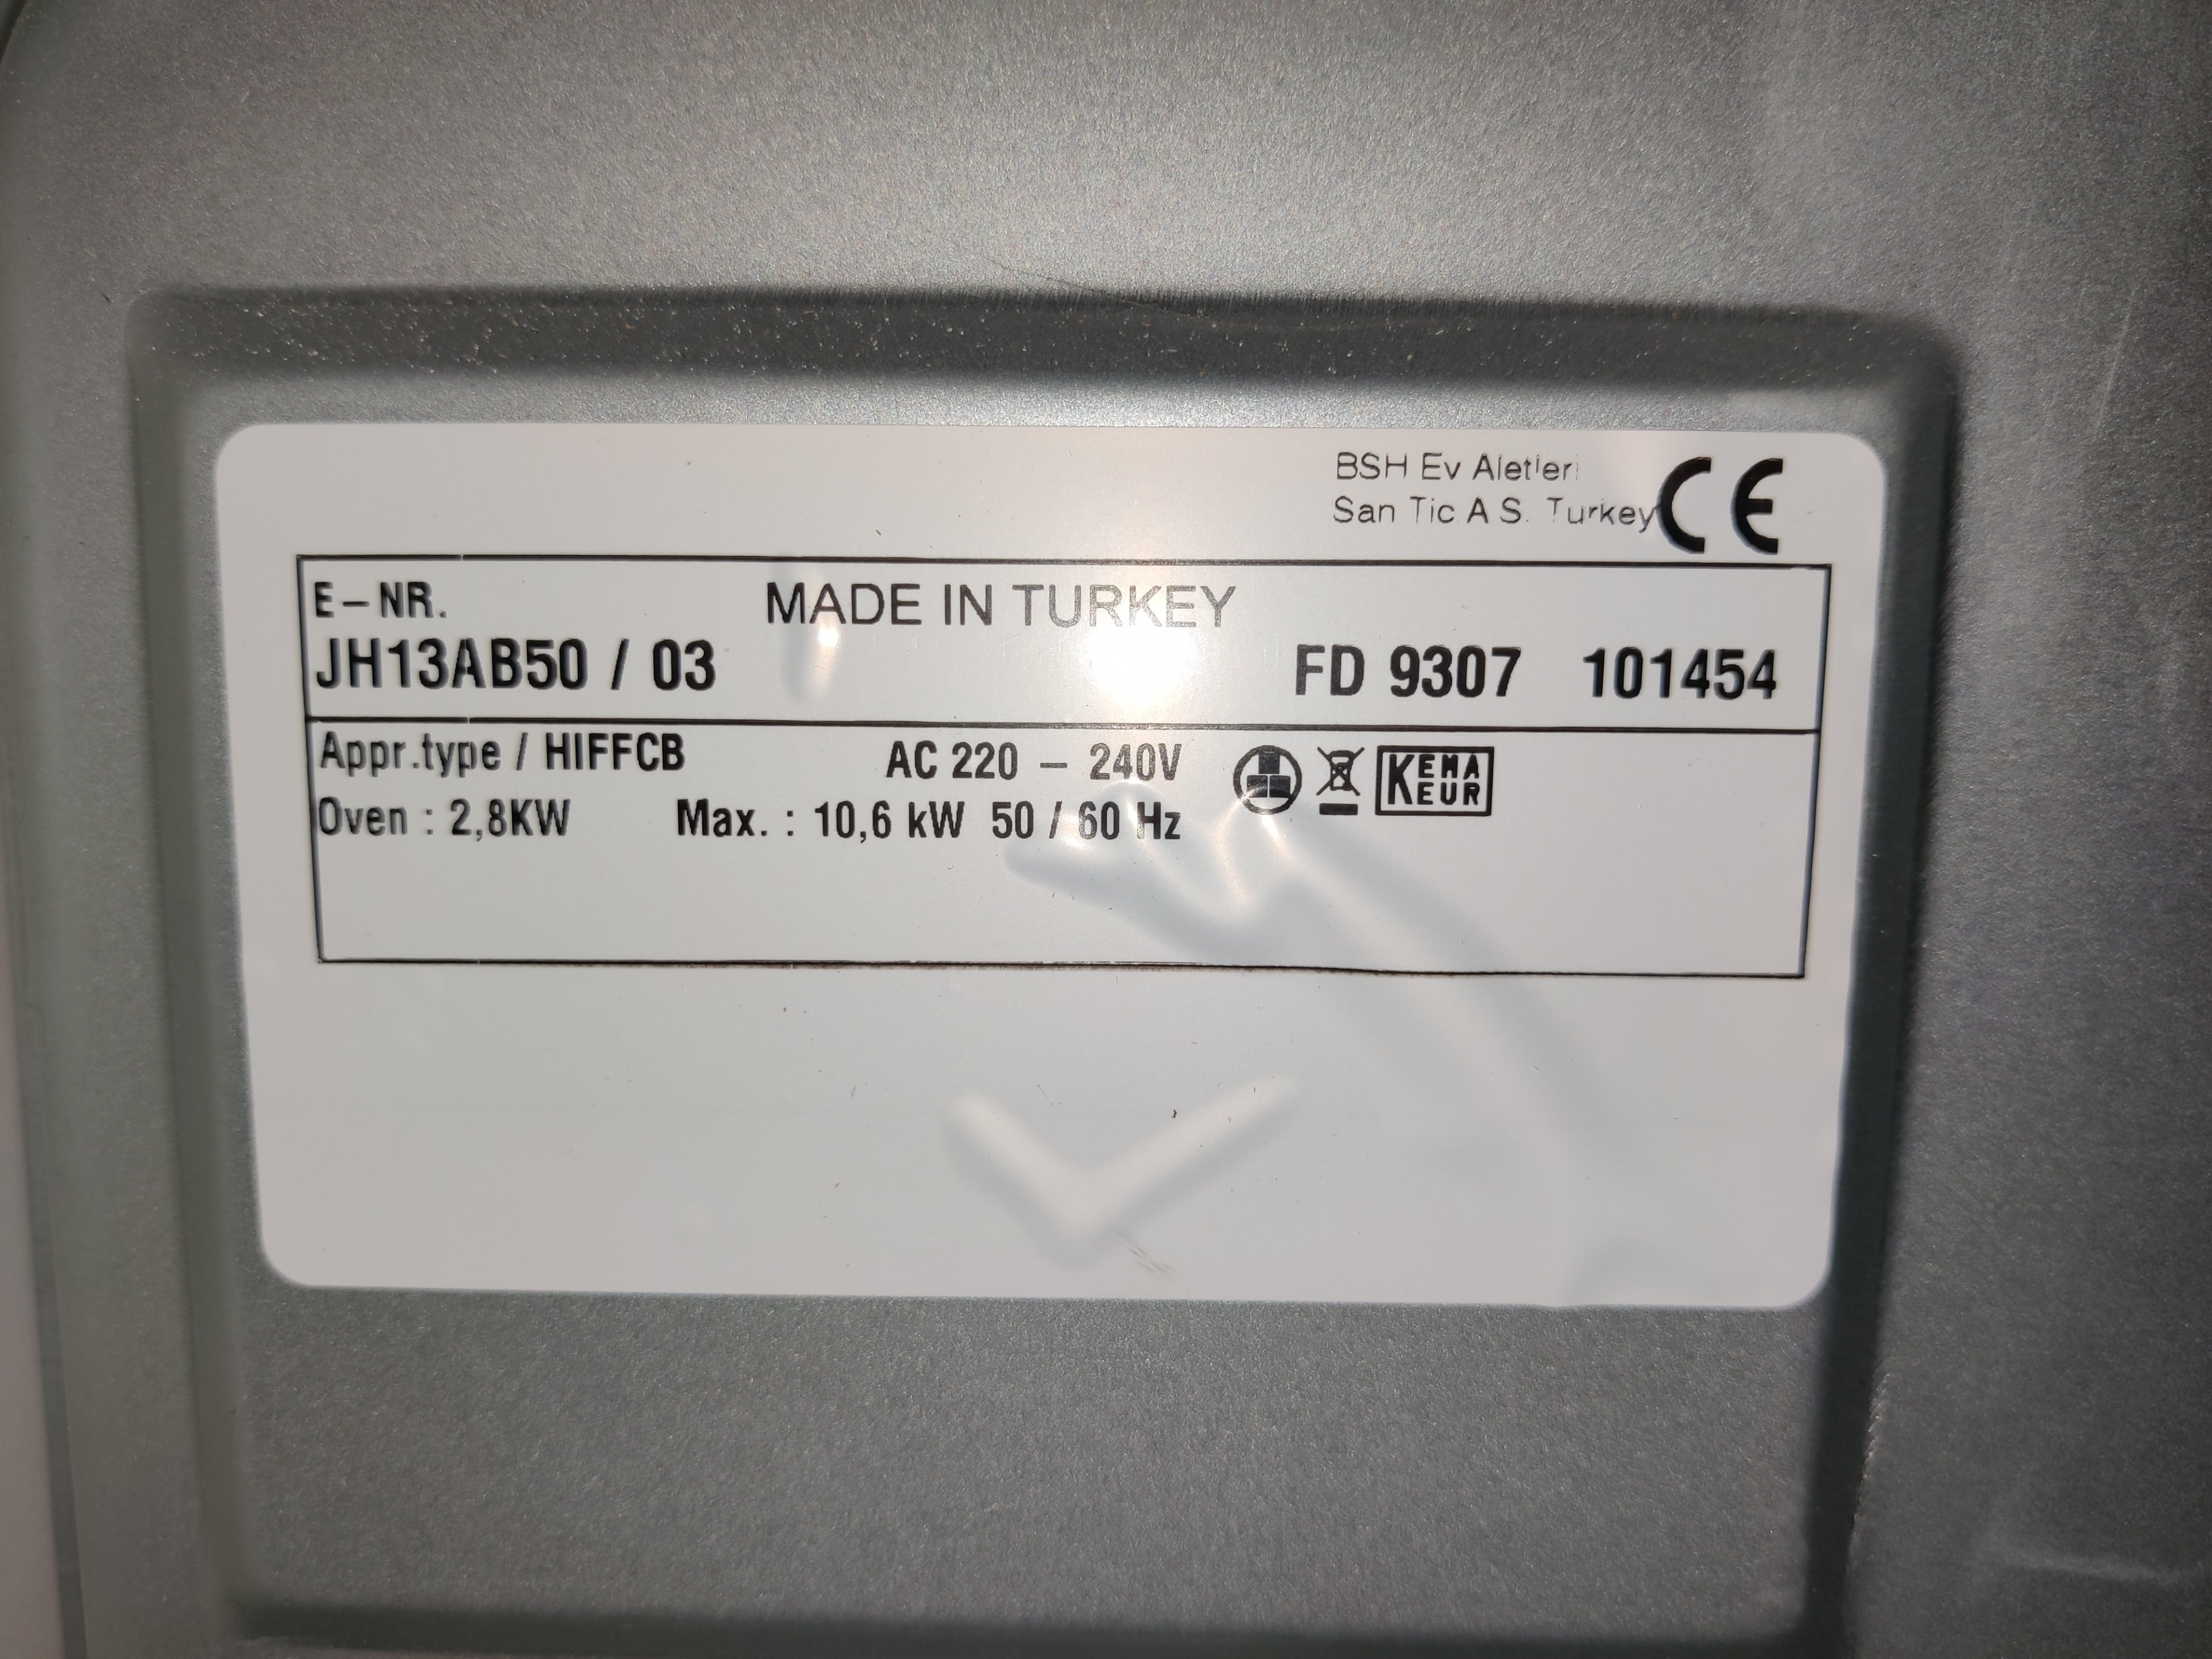 BSH Ev Aletleri
San Tic A S. Turkey CE
E-NR. MADE IN TURKEY
JH13AB50 / 03 FD 9307 101454
Appr.type / HIFFCB AC 220 - 240V
Oven : 2,8KW Max. : 10,6 kW 50 / 60 Hz
KEMA
EUR